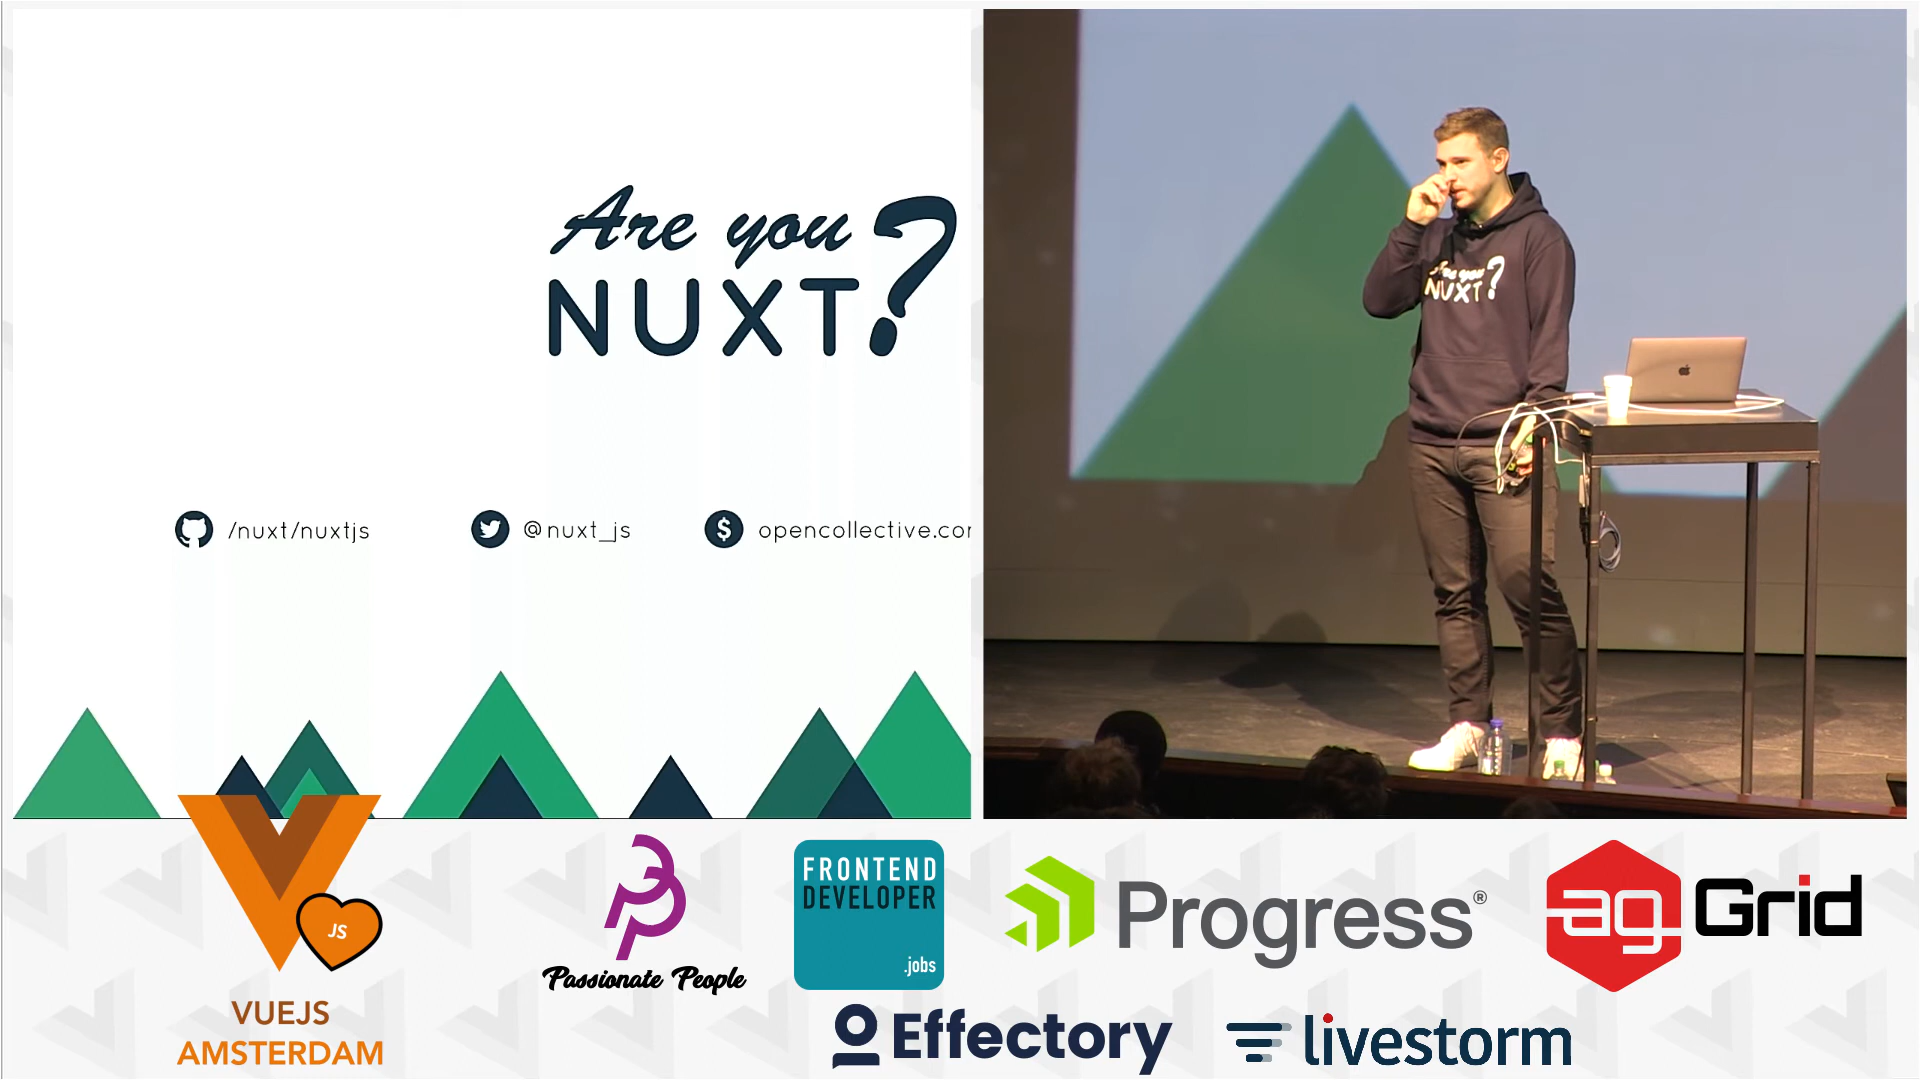 Are you
NUXT?
/nuxt/nuxtjs
@nuxt_js
opencollective.cor
Are you
NUXT?
JS
VUEJS
AMSTERDAM
Passionate People
FRONTEND
DEVELOPER
.jobs
Progress®
ag Grid
Effectory
livestorm